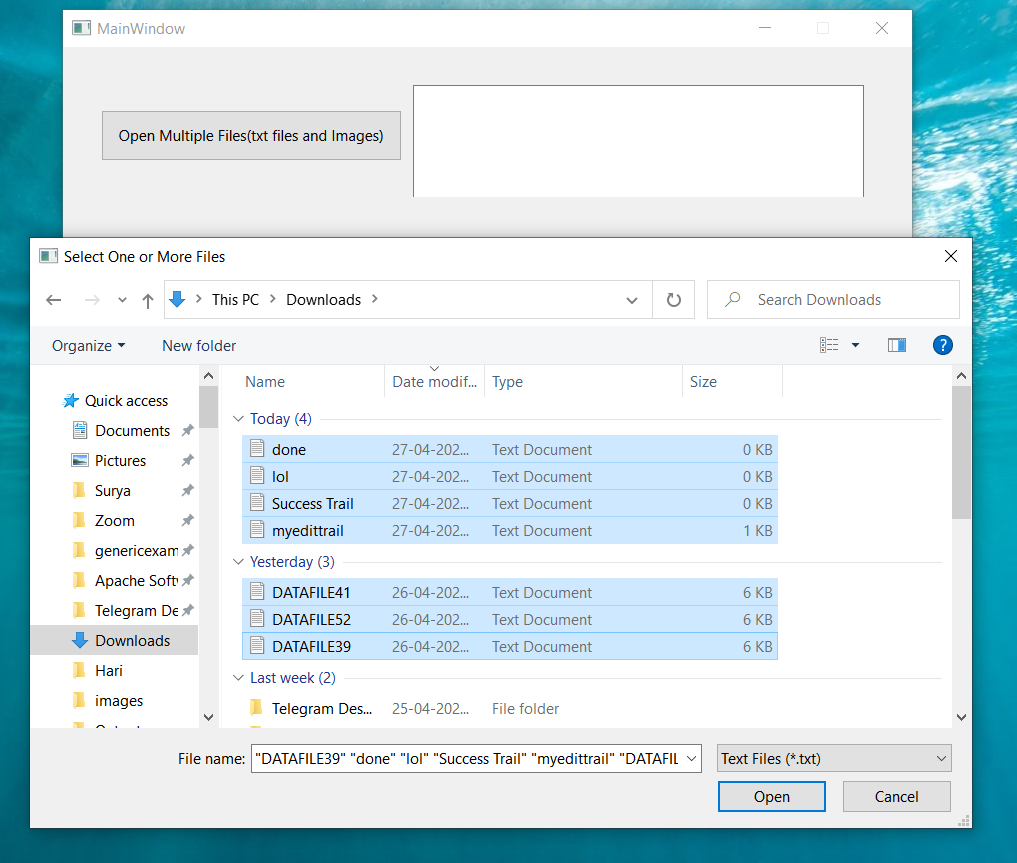 MainWindow
Open Multiple Files(txt files and Images)
Select One or More Files
This PC > Downloads >
Search Downloads
Organize
New folder
?
Name Date modif... Type Size
Quick access
Documents
Pictures
Surya
Zoom
genericexam
Apache Soft
Telegram De
Downloads
Hari
images
Today (4)
done 27-04-202... Text Document 0 KB
lol 27-04-202... Text Document 0 KB
Success Trail 27-04-202... Text Document 0 KB
myedittrail 27-04-202... Text Document 1 KB
Yesterday (3)
DATAFILE41 26-04-202... Text Document 6 KB
DATAFILE52 26-04-202... Text Document 6 KB
DATAFILE39 26-04-202... Text Document 6 KB
Last week (2)
Telegram Des... 25-04-202... File folder
File name: "DATAFILE39" "done" "lol" "Success Trail" "myedittrail" "DATAFIL
Text Files (*.txt)
Open
Cancel